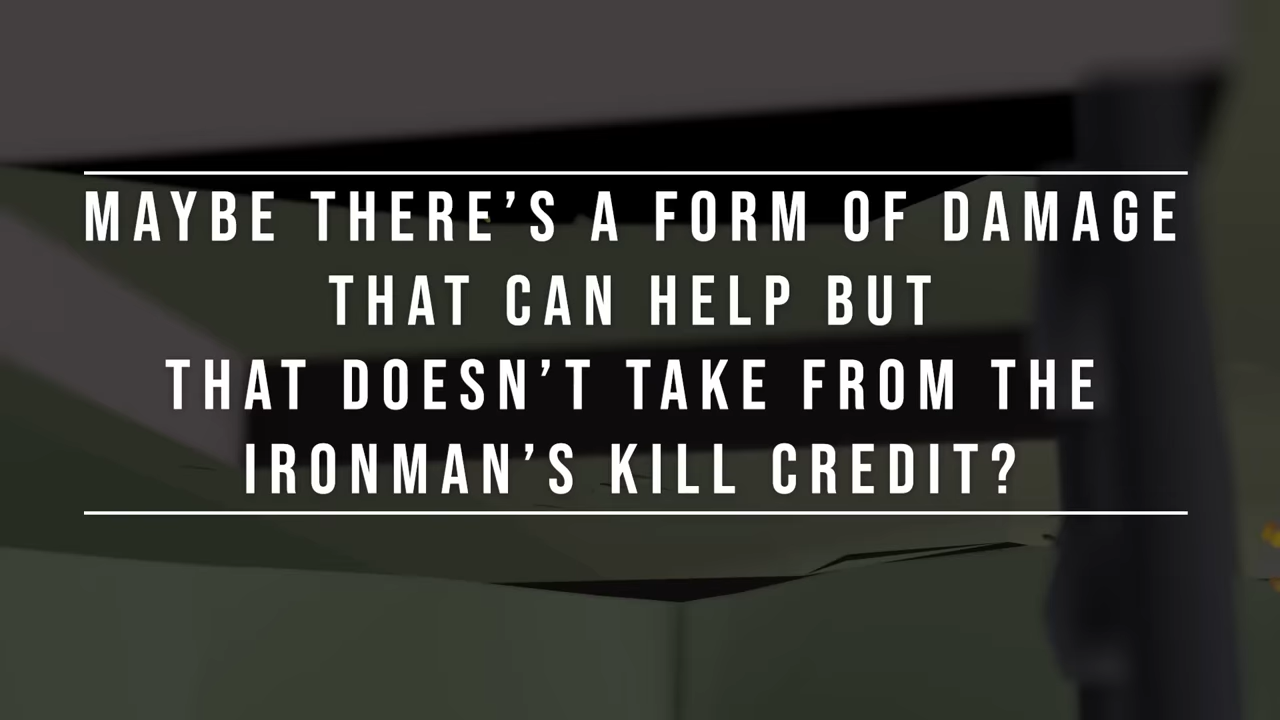 MAYBE THERE’S A FORM OF DAMAGE
THAT CAN HELP BUT
THAT DOESN’T TAKE FROM THE
IRONMAN’S KILL CREDIT?